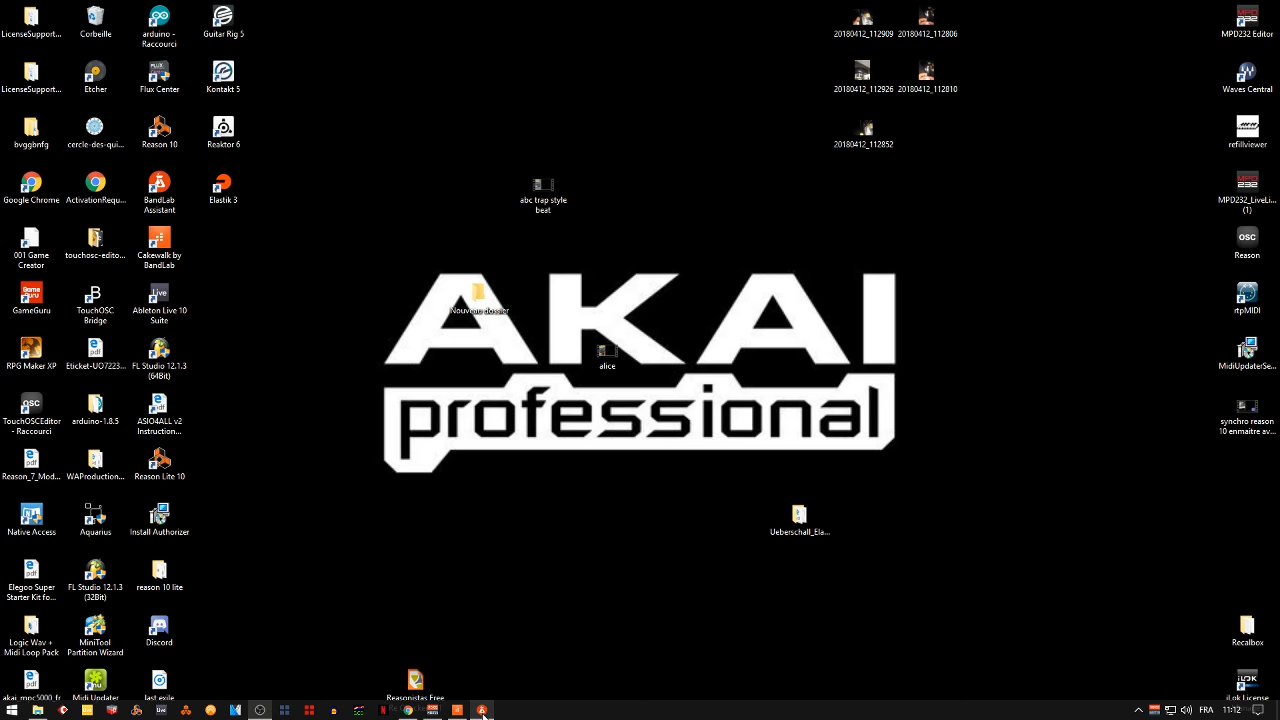 LicenseSupport...
Corbeille
arduino -
Raccourci
Guitar Rig 5
20180412_112909
20180412_112806
MPD232 Editor
LicenseSupport...
Etcher
Flux Center
Kontakt 5
20180412_112926
20180412_112810
Waves Central
bvggbnfg
cercle-des-qui...
Reason 10
Reaktor 6
20180412_112852
refillviewer
Google Chrome
ActivationRequ...
BandLab
Assistant
Elastik 3
abc trap style
beat
MPD232_LiveLi...
(1)
001 Game
Creator
touchosc-edito...
Cakewalk by
BandLab
Reason
GameGuru
TouchOSC
Bridge
Ableton Live 10
Suite
Nouveau dossier
rtpMIDI
RPG Maker XP
Eticket-UO7223...
FL Studio 12.1.3
(64Bit)
alice
MidiUpdaterSe...
AKAI
professional
TouchOSCEditor
- Raccourci
arduino-1.8.5
ASIO4ALL v2
Instruction...
synchro reason
10 enmaitre av...
Reason_7_Mod...
WAProduction...
Reason Lite 10
Native Access
Aquarius
Install Authorizer
Ueberschall_Ela...
Elegoo Super
Starter Kit fo...
FL Studio 12.1.3
(32Bit)
reason 10 lite
Logic Wav +
Midi Loop Pack
MiniTool
Partition Wizard
Discord
Recalbox
akai_mpc5000_fr
Midi Updater
last exile
Reasonistas Free
iLok License
FRA
11:12